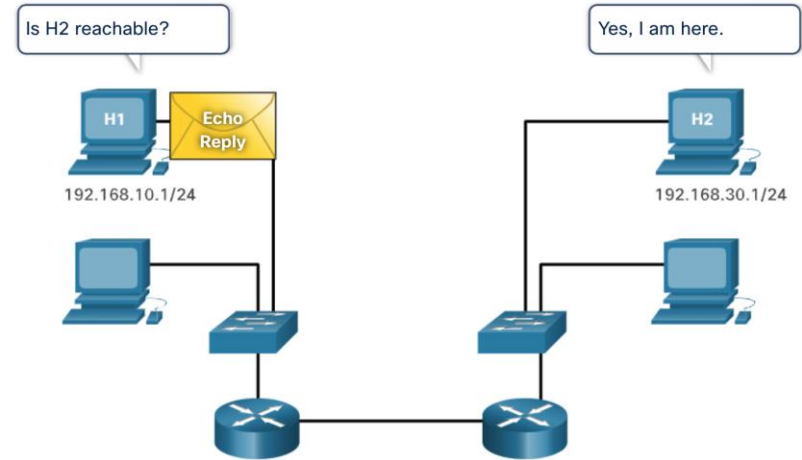 Is H2 reachable?
Yes, I am here.
H1
Echo
Reply
H2
192.168.10.1/24
192.168.30.1/24